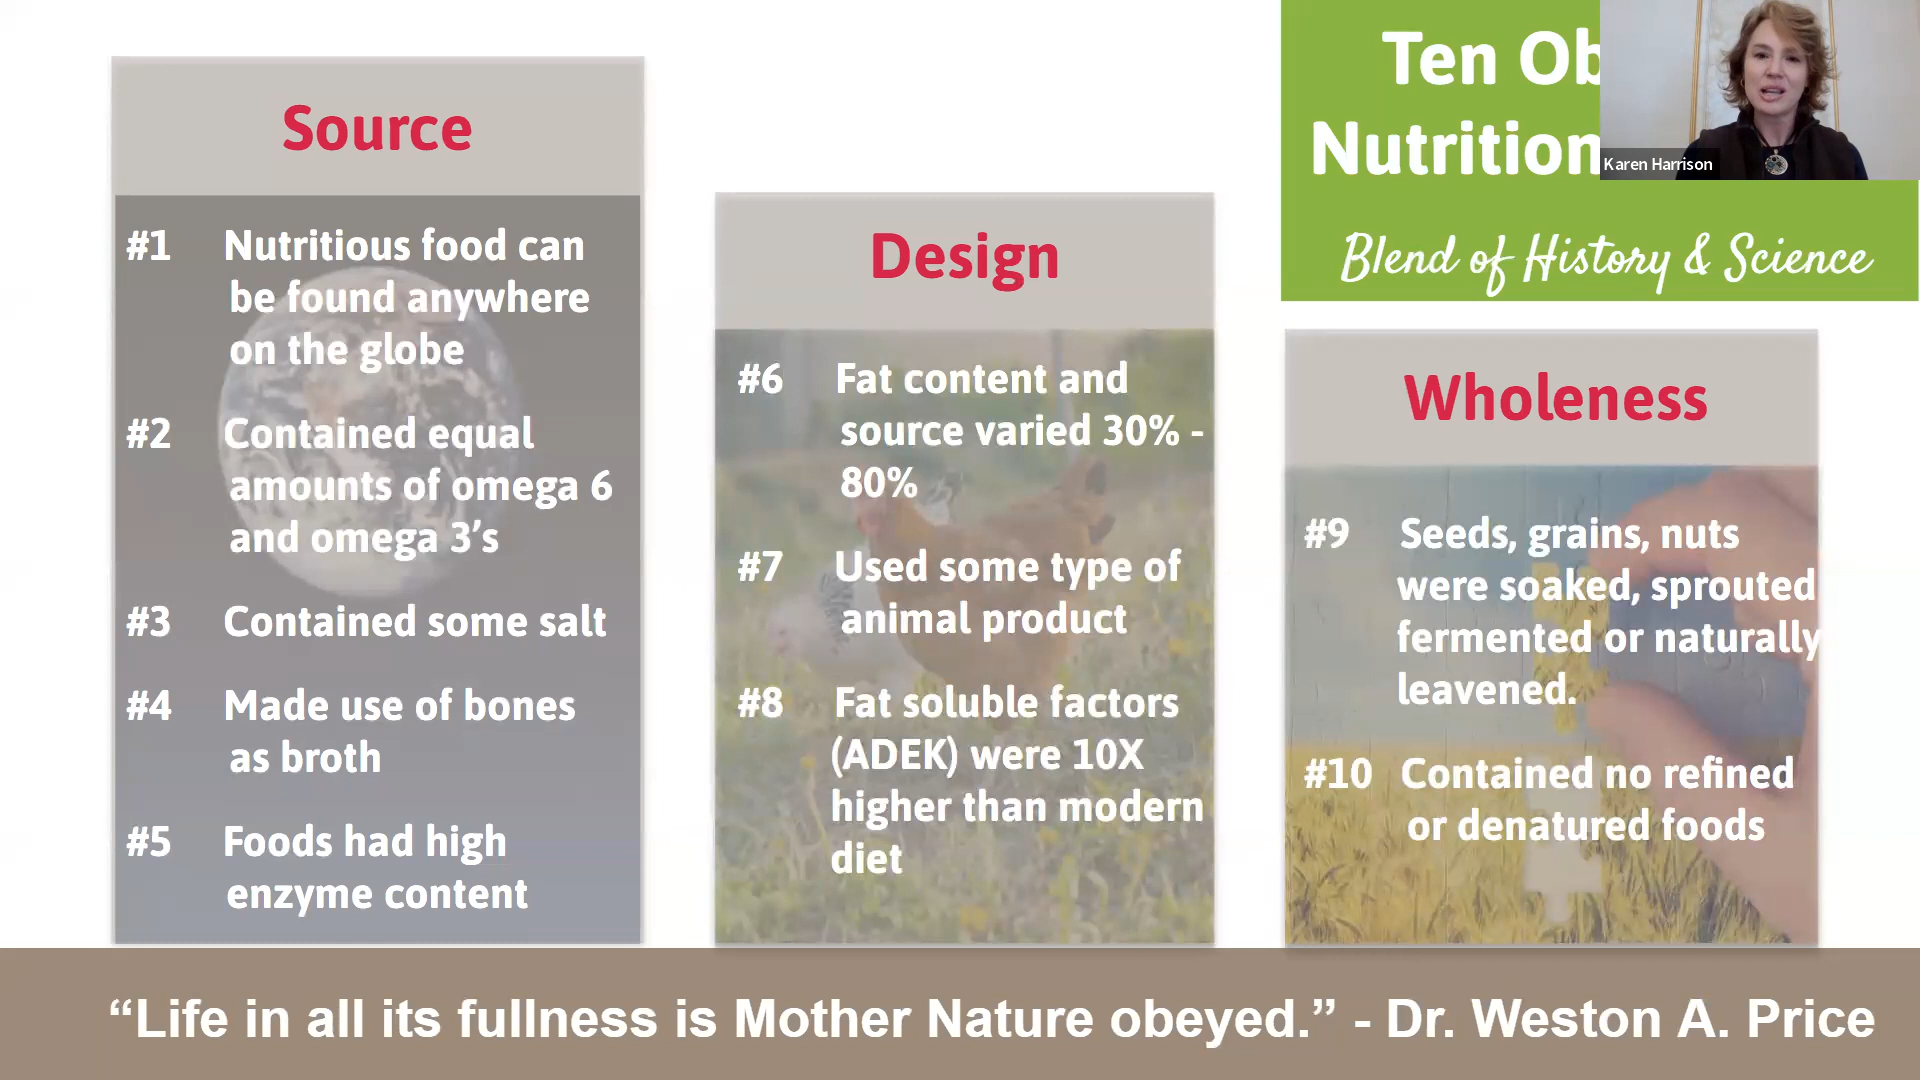 Source
#1 Nutritious food can
be found anywhere
on the globe
#2 Contained equal
amounts of omega 6
and omega 3’s
#3 Contained some salt
#4 Made use of bones
as broth
#5 Foods had high
enzyme content
Design
#6 Fat content and
source varied 30% -
80%
#7 Used some type of
animal product
#8 Fat soluble factors
(ADEK) were 10X
higher than modern
diet
Ten
Nutrition
Karen Harrison
Blend of History & Science
Wholeness
#9 Seeds, grains, nuts
were soaked, sprouted
fermented or naturally
leavened.
#10 Contained no refined
or denatured foods
“Life in all its fullness is Mother Nature obeyed.” - Dr. Weston A. Price